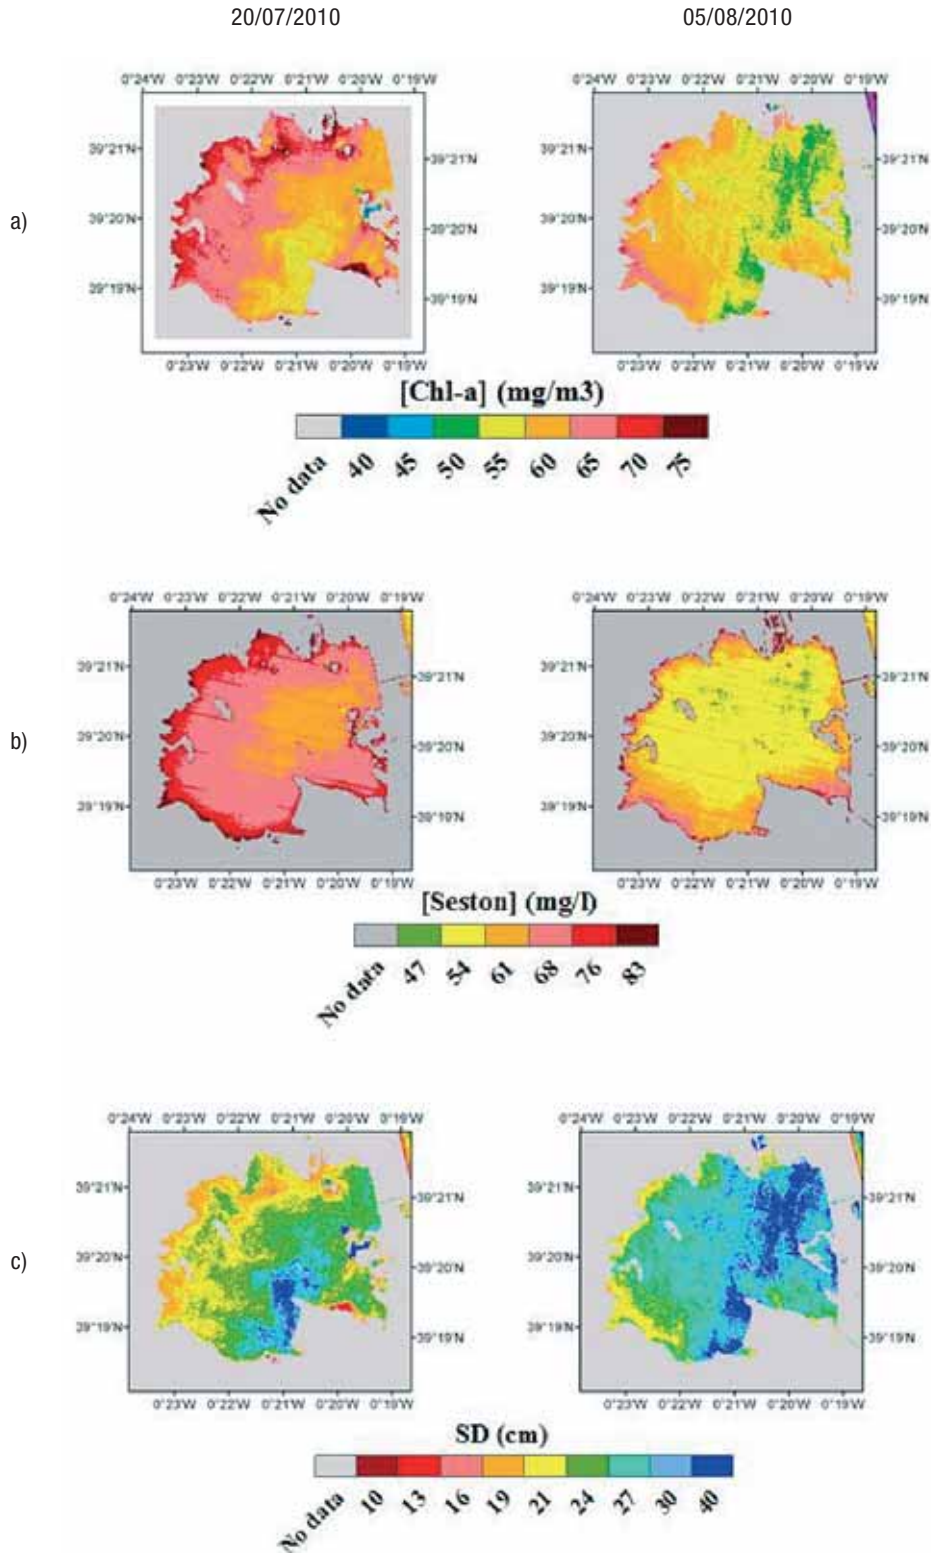 20/07/2010 05/08/2010
0°24'W 0°23'W 0°22'W 0°21'W 0°20'W 0°19'W 0°24'W 0°23'W 0°22'W 0°21'W 0°20'W 0°19'W
39°21'N 39°21'N 39°21'N 39°21'N
a)
39°20'N 39°20'N 39°20'N 39°20'N
39°19'N 39°19'N 39°19'N 39°19'N
0°23'W 0°22'W 0°21'W 0°20'W 0°19'W 0°23'W 0°22'W 0°21'W 0°20'W 0°19'W
[Chl-a] (mg/m3)
No data 40 45 50 55 60 65 70 75
0°24'W 0°23'W 0°22'W 0°21'W 0°20'W 0°19'W 0°24'W 0°23'W 0°22'W 0°21'W 0°20'W 0°19'W
39°21'N 39°21'N 39°21'N 39°21'N
b)
39°20'N 39°20'N 39°20'N 39°20'N
39°19'N 39°19'N 39°19'N 39°19'N
0°23'W 0°22'W 0°21'W 0°20'W 0°19'W 0°23'W 0°22'W 0°21'W 0°20'W 0°19'W
[Seston] (mg/l)
No data 47 54 61 68 76 83
0°24'W 0°23'W 0°22'W 0°21'W 0°20'W 0°19'W 0°24'W 0°23'W 0°22'W 0°21'W 0°20'W 0°19'W
39°21'N 39°21'N 39°21'N 39°21'N
c)
39°20'N 39°20'N 39°20'N 39°20'N
39°19'N 39°19'N 39°19'N 39°19'N
0°23'W 0°22'W 0°21'W 0°20'W 0°19'W 0°23'W 0°22'W 0°21'W 0°20'W 0°19'W
SD (cm)
No data 10 13 16 19 21 24 27 30 40